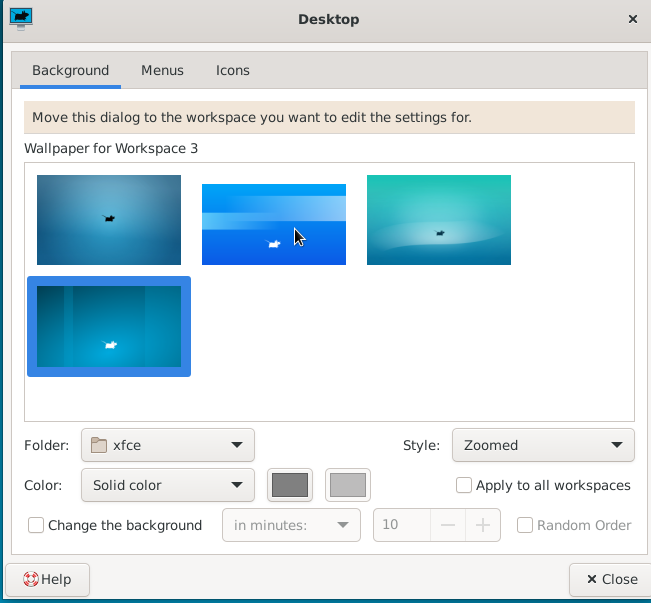 Desktop
Background Menus Icons
Move this dialog to the workspace you want to edit the settings for.
Wallpaper for Workspace 3
Folder: xfce Style: Zoomed
Color: Solid color Apply to all workspaces
Change the background in minutes: 10 Random Order
Help Close